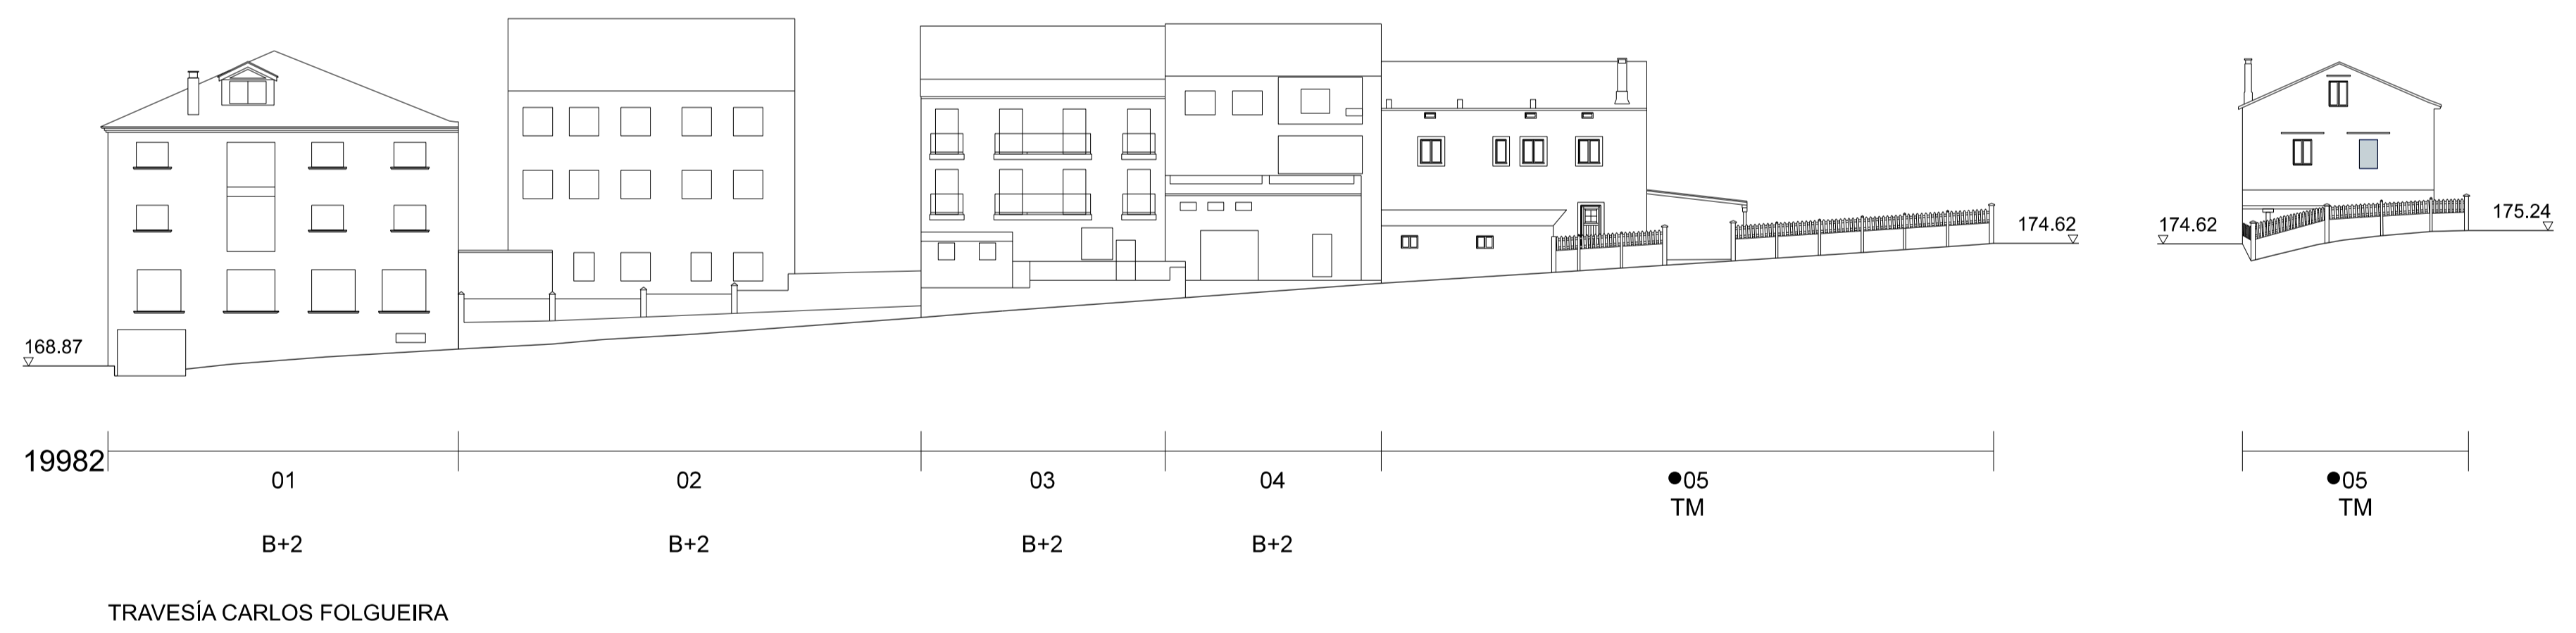 168.87
174.62
174.62
175.24
19982
01
02
03
04
●05
TM
●05
TM
B+2
B+2
B+2
B+2
TRAVESÍA CARLOS FOLGUEIRA